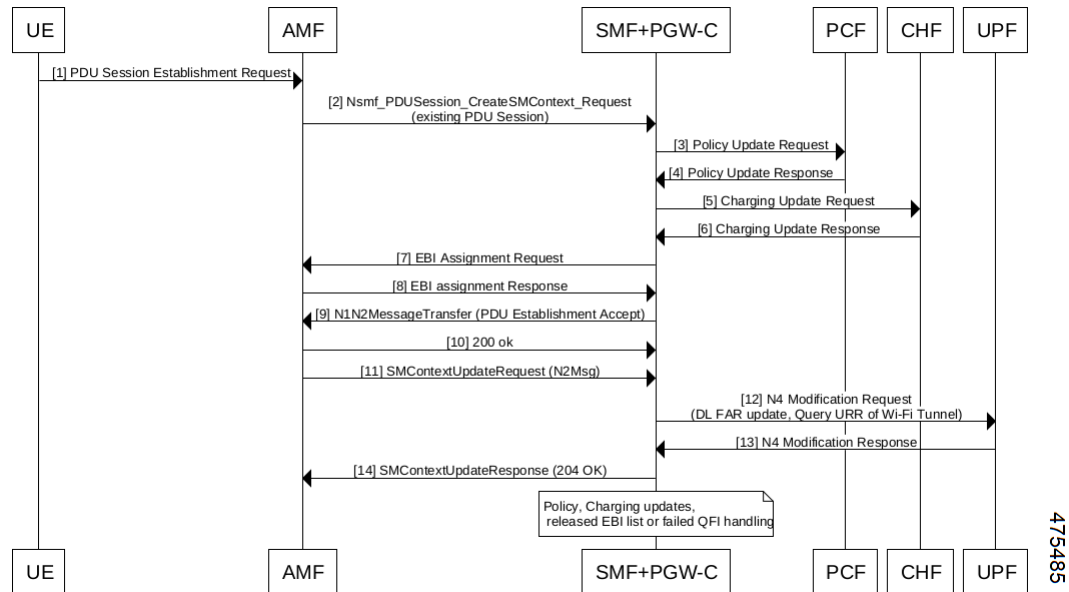 UE AMF SMF+PGW-C PCF CHF UPF
[1] PDU Session Establishment Request
[2] Nsmf_PDUSession_CreateSMContext_Request
(existing PDU Session)
[3] Policy Update Request
[4] Policy Update Response
[5] Charging Update Request
[6] Charging Update Response
[7] EBI Assignment Request
[8] EBI assignment Response
[9] N1N2MessageTransfer (PDU Establishment Accept)
[10] 200 ok
[11] SMContextUpdateRequest (N2Msg)
[12] N4 Modification Request
(DL FAR update, Query URR of Wi-Fi Tunnel)
[13] N4 Modification Response
[14] SMContextUpdateResponse (204 OK)
Policy, Charging updates,
released EBI list or failed QFI handling
UE AMF SMF+PGW-C PCF CHF UPF
475485